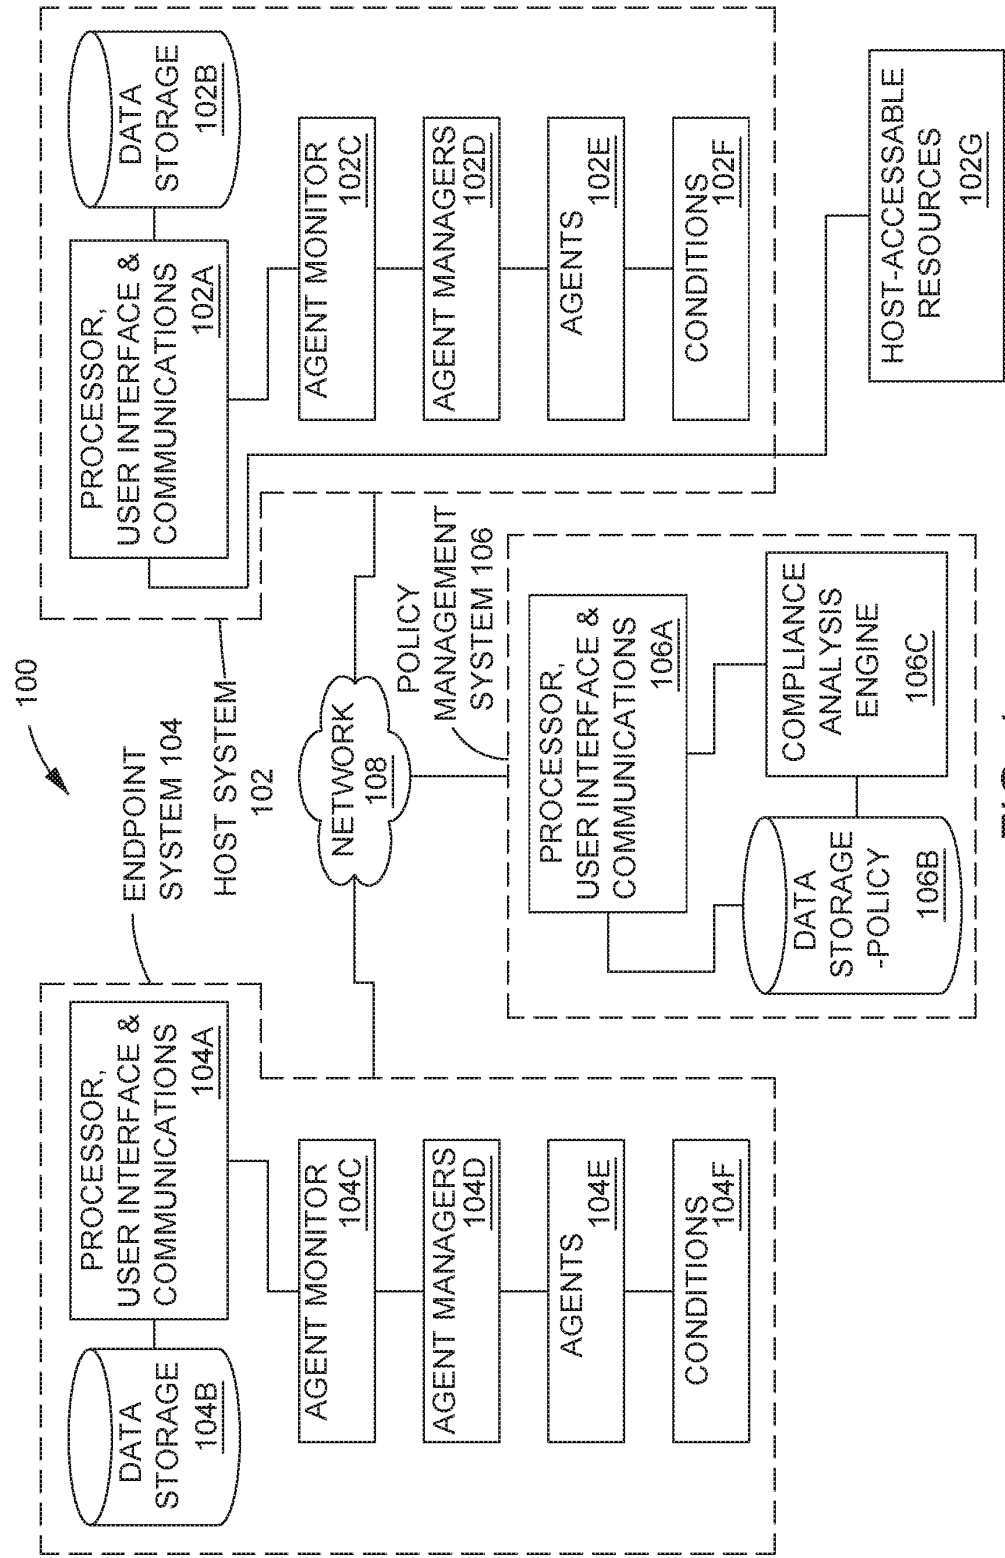 100
ENDPOINT
SYSTEM 104
HOST SYSTEM
102
DATA
STORAGE
104B
PROCESSOR,
USER INTERFACE &
COMMUNICATIONS
104A
AGENT MONITOR
104C
AGENT MANAGERS
104D
AGENTS
104E
CONDITIONS
104F
NETWORK
108
PROCESSOR,
USER INTERFACE &
COMMUNICATIONS
102A
DATA
STORAGE
102B
AGENT MONITOR
102C
AGENT MANAGERS
102D
AGENTS
102E
CONDITIONS
102F
POLICY
MANAGEMENT
SYSTEM 106
PROCESSOR,
USER INTERFACE &
COMMUNICATIONS
106A
DATA
STORAGE
-POLICY
106B
COMPLIANCE
ANALYSIS
ENGINE
106C
HOST-ACCESSABLE
RESOURCES
102G